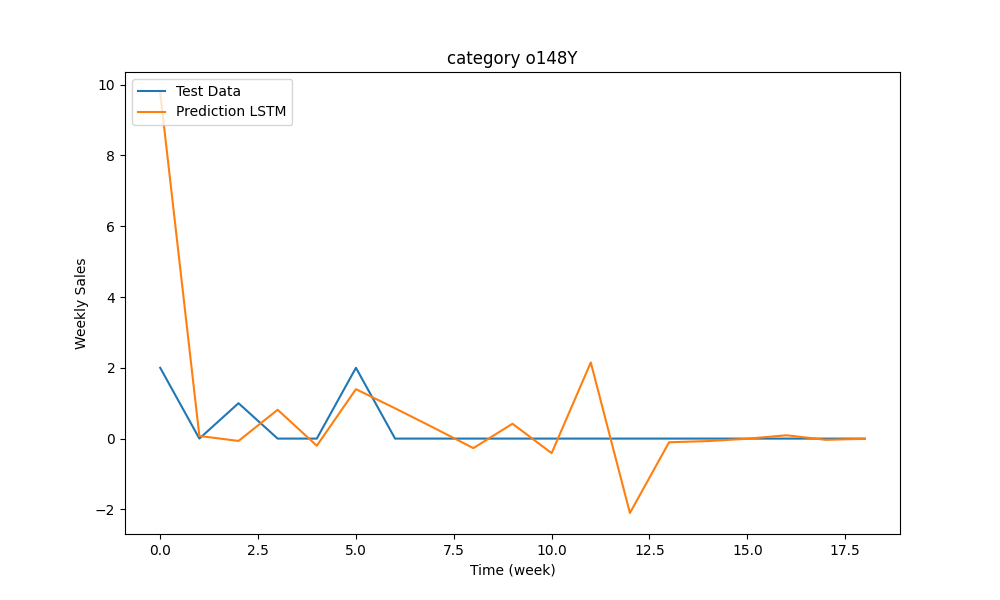 category o148Y
Test Data
Prediction LSTM
Weekly Sales
10
8
6
4
2
0
−2
0.0 2.5 5.0 7.5 10.0 12.5 15.0 17.5
Time (week)